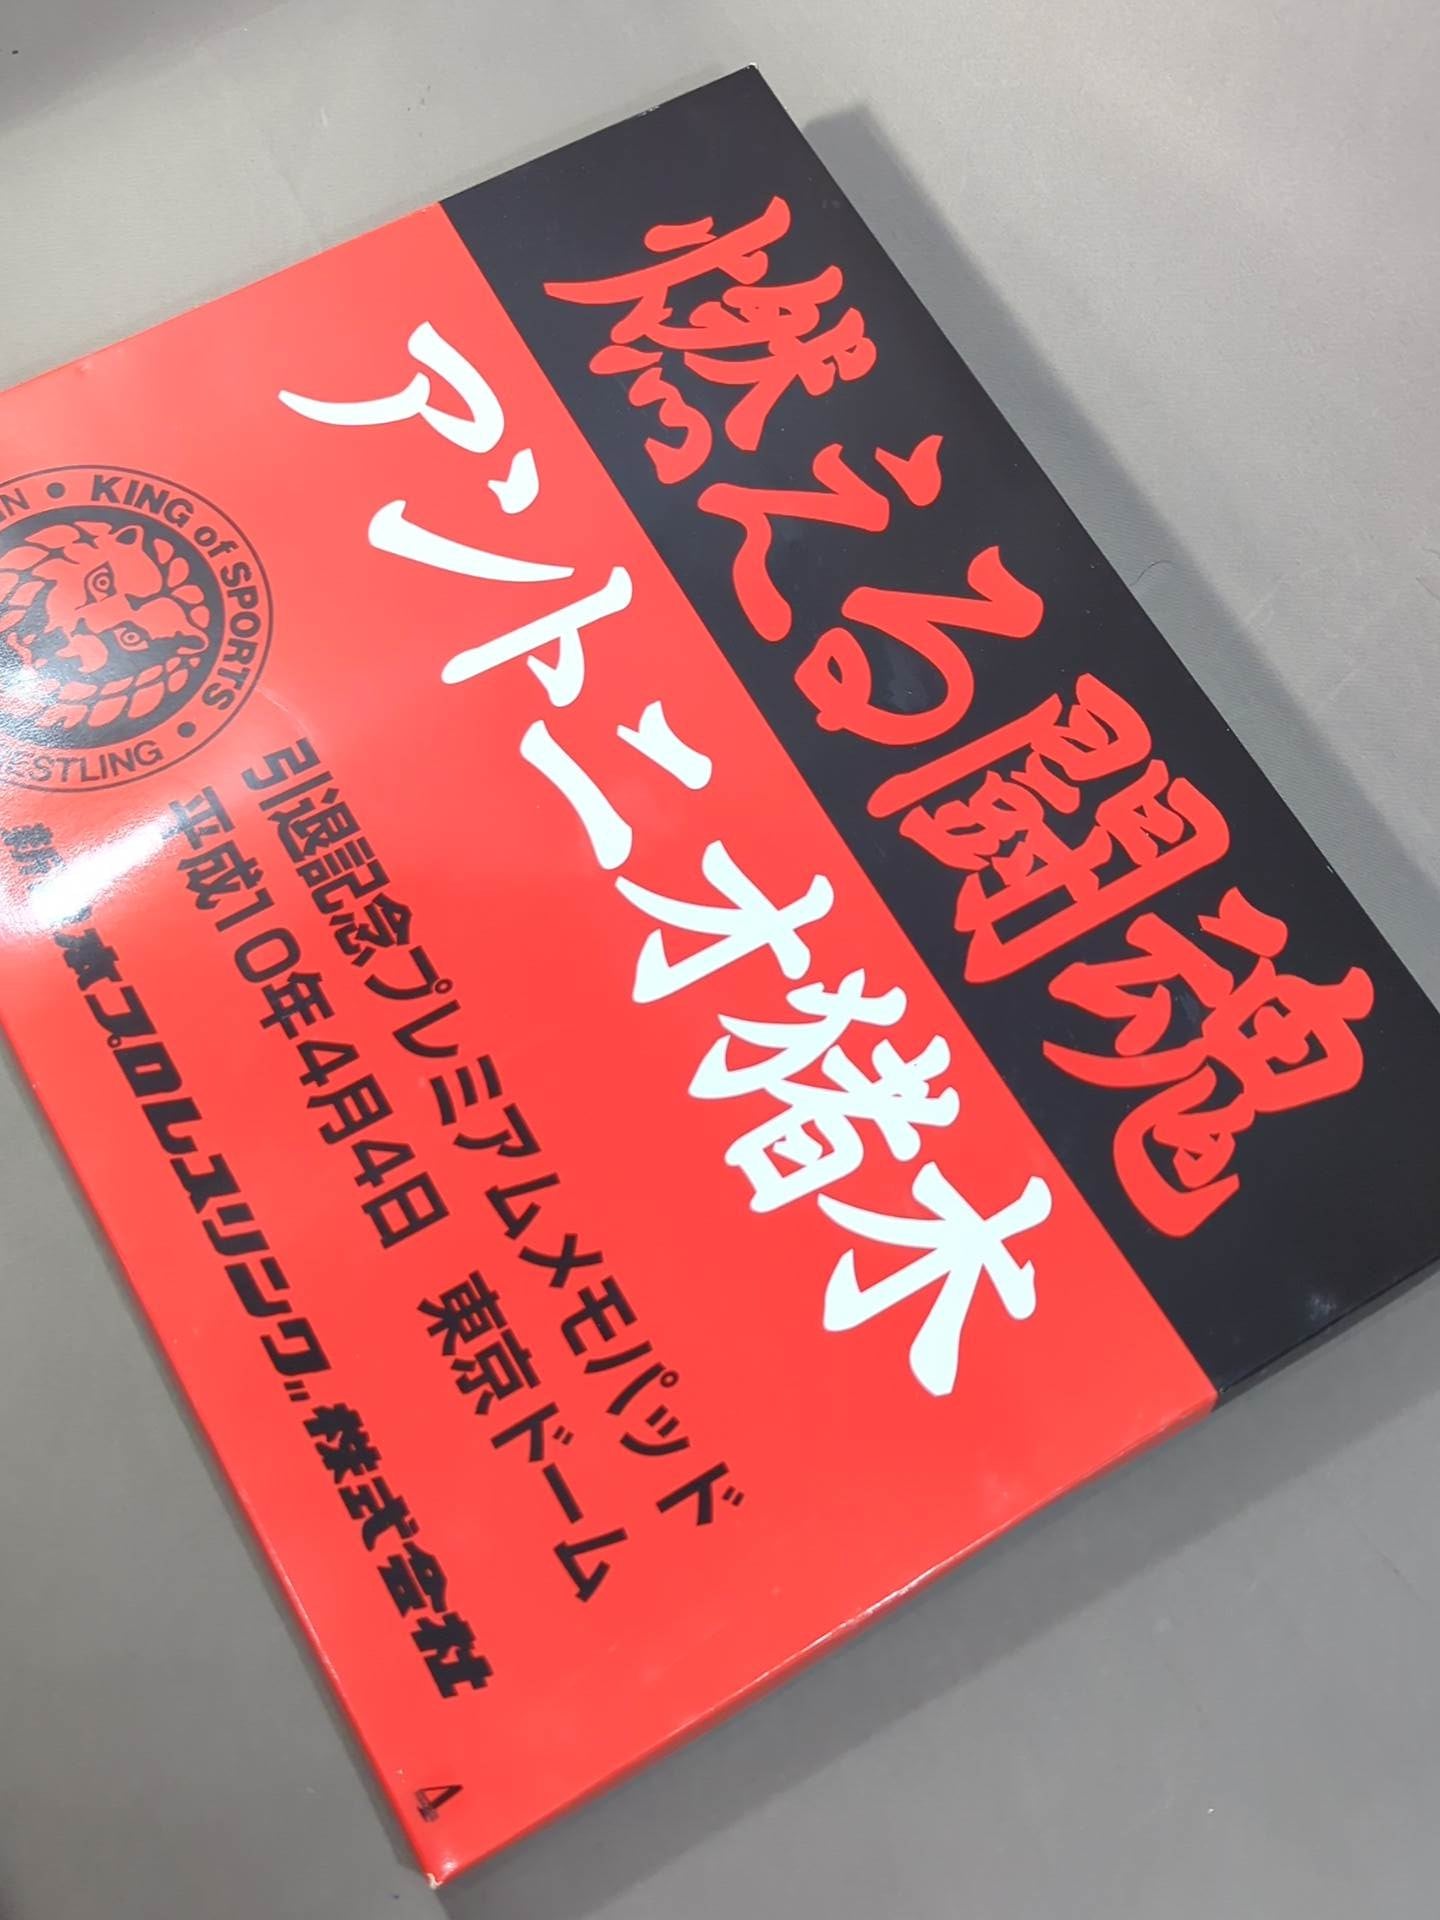 燃える闘魂
アントニオ猪木
引退記念プレミアムメモパッド
平成10年4月4日 東京ドーム
KING of SPORTS
プロレスリング株式会社
4